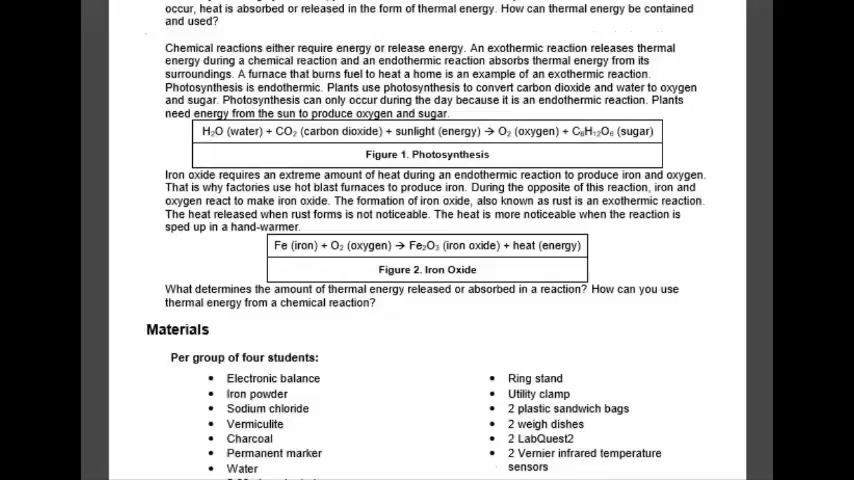 occur, heat is absorbed or released in the form of thermal energy. How can thermal energy be contained
and used?
Chemical reactions either require energy or release energy. An exothermic reaction releases thermal
energy during a chemical reaction and an endothermic reaction absorbs thermal energy from its
surroundings. A furnace that burns fuel to heat a home is an example of an exothermic reaction.
Photosynthesis is endothermic. Plants use photosynthesis to convert carbon dioxide and water to oxygen
and sugar. Photosynthesis can only occur during the day because it is an endothermic reaction. Plants
need energy from the sun to produce oxygen and sugar.
H₂O (water) + CO₂ (carbon dioxide) + sunlight (energy) → O₂ (oxygen) + C₆H₁₂O₆ (sugar)
Figure 1. Photosynthesis
Iron oxide requires an extreme amount of heat during an endothermic reaction to produce iron and oxygen.
That is why factories use hot blast furnaces to produce iron. During the opposite of this reaction, iron and
oxygen react to make iron oxide. The formation of iron oxide, also known as rust is an exothermic reaction.
The heat released when rust forms is not noticeable. The heat is more noticeable when the reaction is
sped up in a hand-warmer.
Fe (iron) + O₂ (oxygen) → Fe₂O₃ (iron oxide) + heat (energy)
Figure 2. Iron Oxide
What determines the amount of thermal energy released or absorbed in a reaction? How can you use
thermal energy from a chemical reaction?
Materials
Per group of four students:
• Electronic balance
• Iron powder
• Sodium chloride
• Vermiculite
• Charcoal
• Permanent marker
• Water
• Ring stand
• Utility clamp
• 2 plastic sandwich bags
• 2 weigh dishes
• 2 LabQuest2
• 2 Vernier infrared temperature
sensors